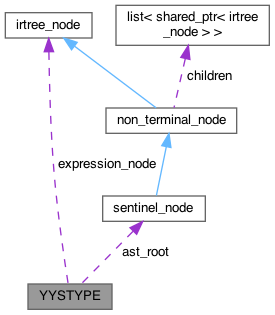 irtree_node
list< shared_ptr< irtree
_node > >
children
non_terminal_node
expression_node
sentinel_node
ast_root
YYSTYPE